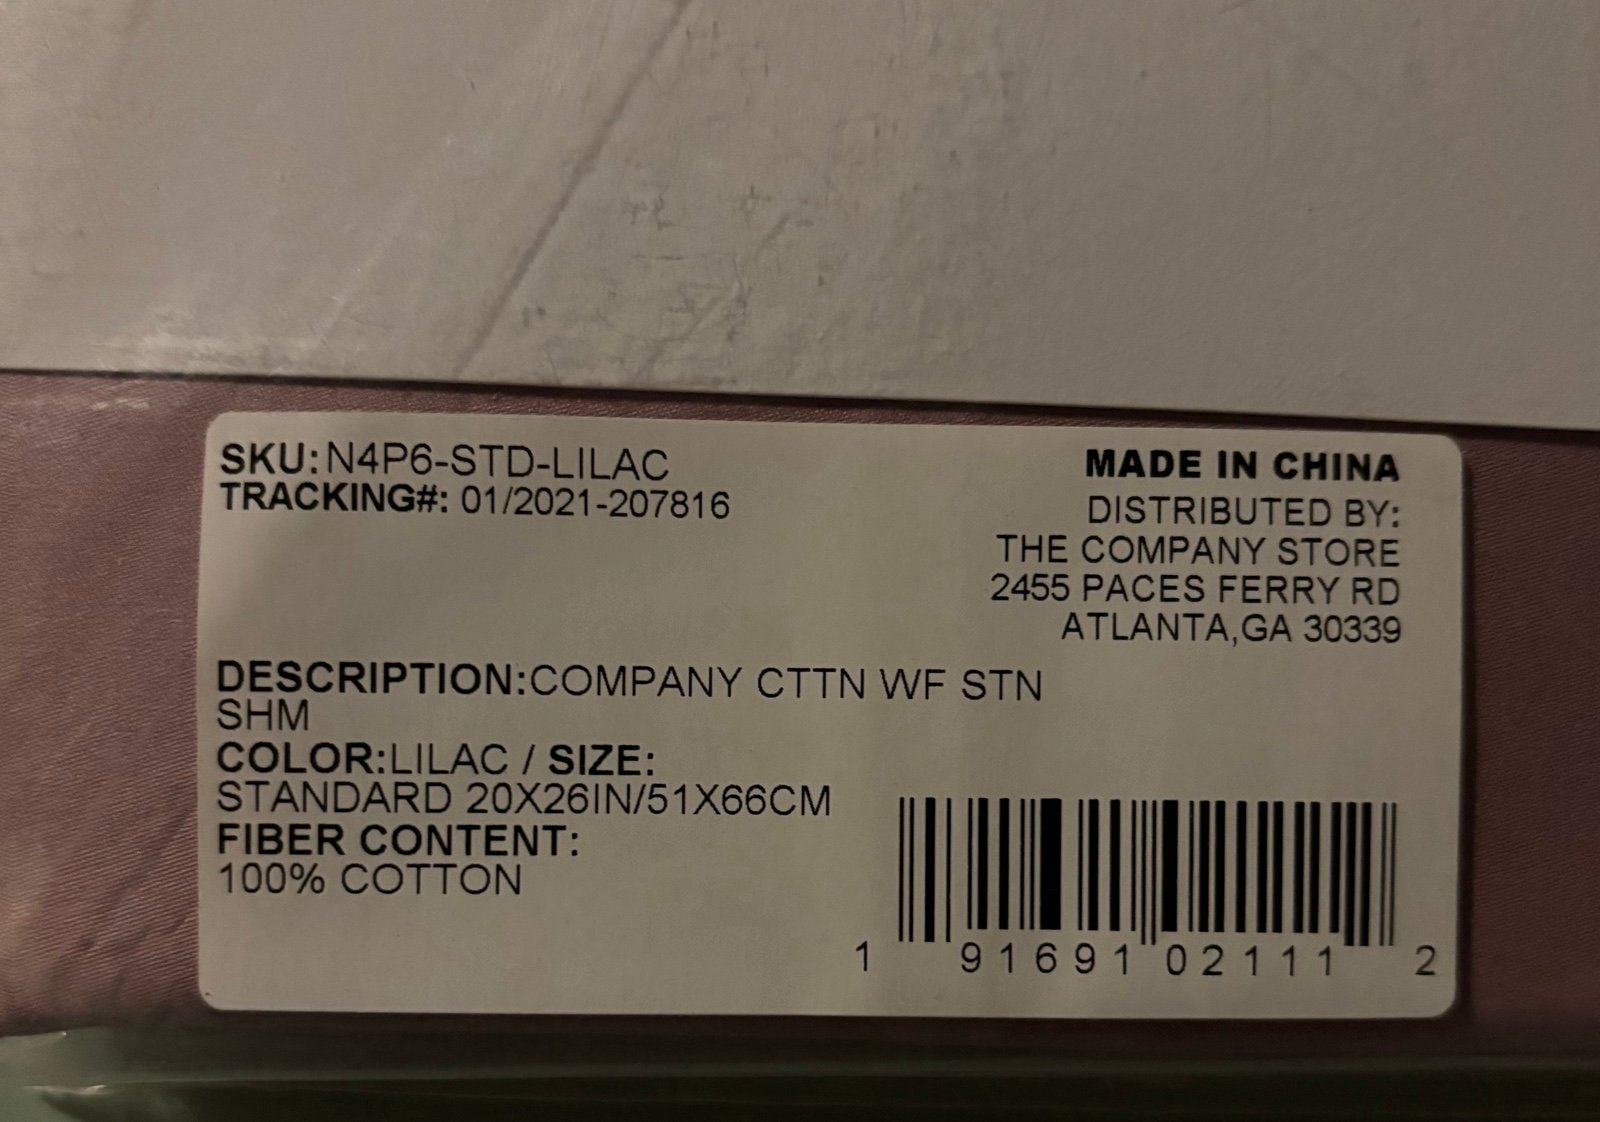 SKU:N4P6-STD-LILAC
TRACKING#: 01/2021-207816
MADE IN CHINA
DISTRIBUTED BY:
THE COMPANY STORE
2455 PACES FERRY RD
ATLANTA,GA 30339
DESCRIPTION:COMPANY CTTN WF STN
SHM
COLOR:LILAC / SIZE:
STANDARD 20X26IN/51X66CM
FIBER CONTENT:
100% COTTON
1 91691 02111 2